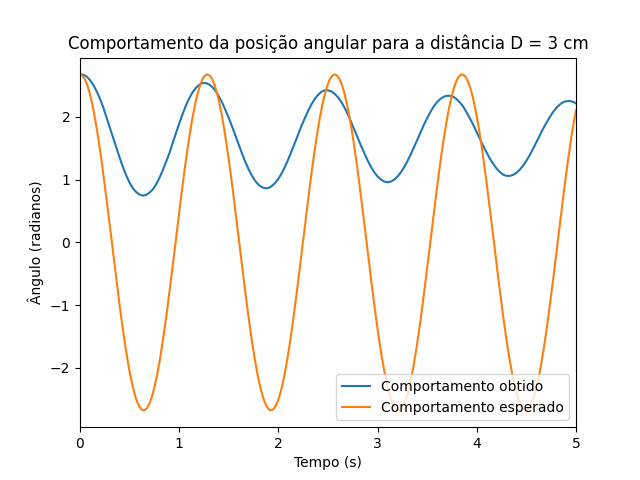 Comportamento da posição angular para a distância D = 3 cm
Ângulo (radianos)
2
1
0
−1
−2
0 1 2 3 4 5
Tempo (s)
Comportamento obtido
Comportamento esperado